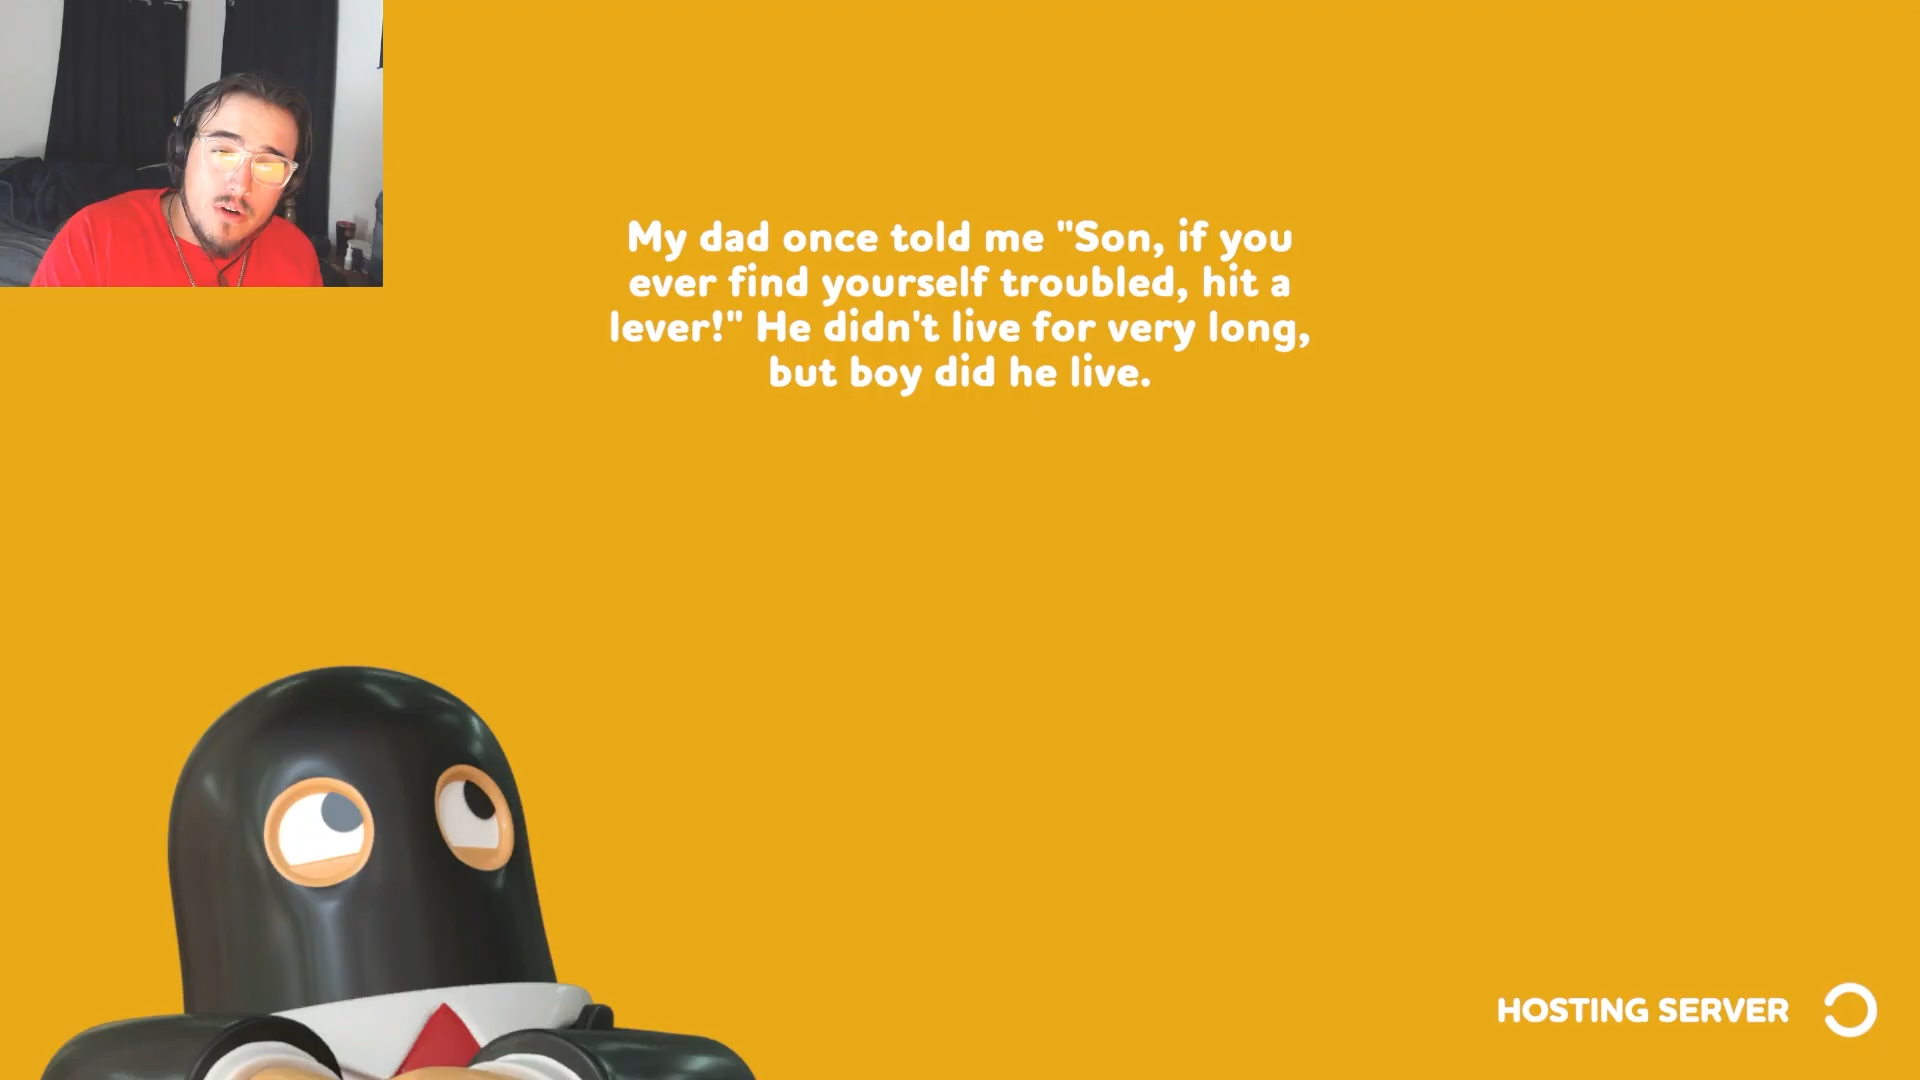 My dad once told me "Son, if you
ever find yourself troubled, hit a
lever!" He didn't live for very long,
but boy did he live.
HOSTING SERVER